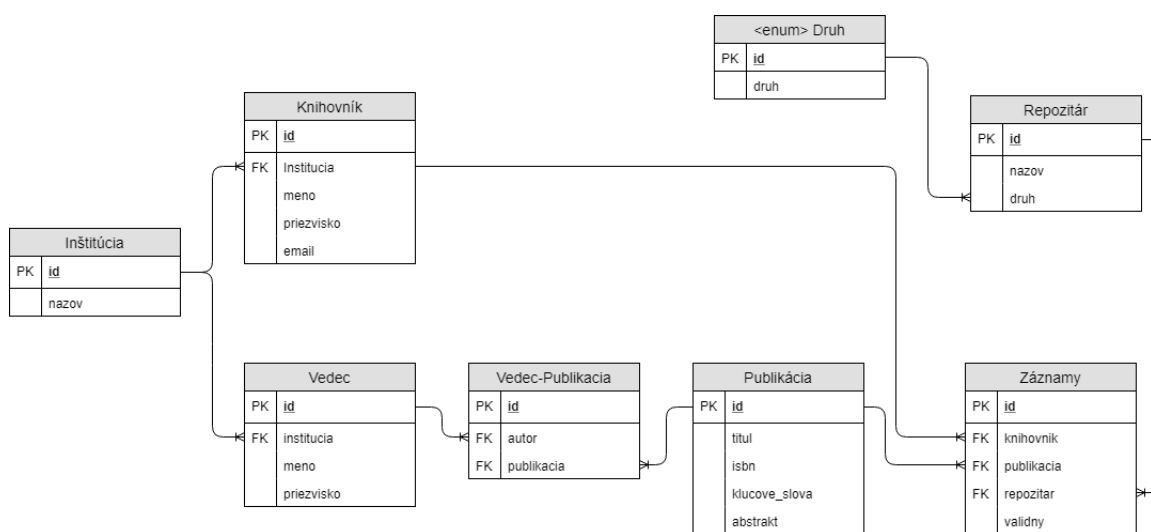 <enum> Druh
PK id
druh
Knihovník
PK id
FK Institucia
meno
priezvisko
email
Repozitár
PK id
nazov
druh
Inštitúcia
PK id
nazov
Vedec
PK id
FK institucia
meno
priezvisko
Vedec-Publikacia
PK id
FK autor
FK publikacia
Publikácia
PK id
titul
isbn
klucove_slova
abstrakt
Záznamy
PK id
FK knihovnik
FK publikacia
FK repozitar
validny